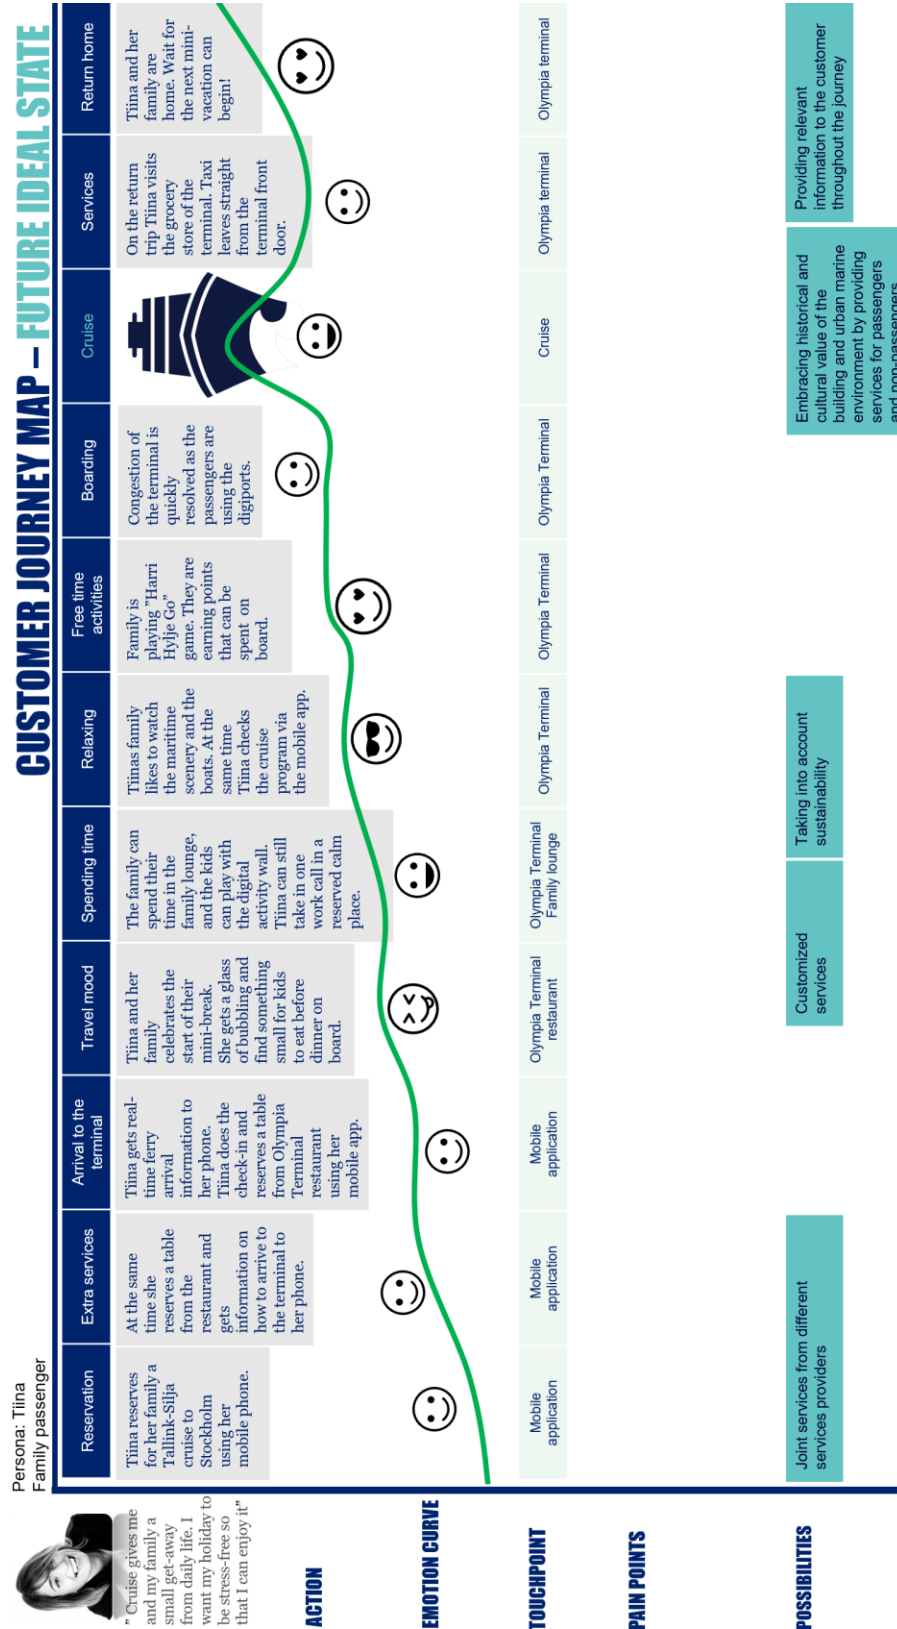 CUSTOMER JOURNEY MAP – FUTURE IDEAL STATE
Persona: Tiina
Family passenger
" Cruise gives me
and my family a
small get-away
from daily life. I
want my holiday to
be stress-free so
that I can enjoy it"
Reservation
Extra services
Arrival to the
terminal
Travel mood
Spending time
Relaxing
Free time
activities
Boarding
Cruise
Services
Return home
ACTION
Tiina reserves
for her family a
Tallink-Silja
cruise to
Stockholm
using her
mobile phone.
At the same
time she
reserves a table
from the
restaurant and
gets
information on
how to arrive to
the terminal to
her phone.
Tiina gets real-
time ferry
arrival
information to
her phone.
Tiina does the
check-in and
reserves a table
from Olympia
Terminal
restaurant
using her
mobile app.
Tiina and her
family
celebrates the
start of their
mini-break.
She gets a glass
of bubbling and
find something
small for kids
to eat before
dinner on
board.
The family can
spend their
time in the
family lounge,
and the kids
can play with
the digital
activity wall.
Tiina can still
take in one
work call in a
reserved calm
place.
Tiinas family
likes to watch
the maritime
scenery and the
boats. At the
same time
Tiina checks
the cruise
program via
the mobile app.
Family is
playing "Harri
Hylje Go"
game. They are
earning points
that can be
spent on
board.
Congestion of
the terminal is
quickly
resolved as the
passengers are
using the
digiports.
On the return
trip Tiina visits
the grocery
store of the
terminal. Taxi
leaves straight
from the
terminal front
door.
Tiina and her
family are
home. Wait for
the next mini-
vacation can
begin!
EMOTION CURVE
TOUCHPOINT
Mobile
application
Mobile
application
Mobile
application
Olympia Terminal
restaurant
Olympia Terminal
Family lounge
Olympia Terminal
Olympia Terminal
Olympia Terminal
Cruise
Olympia terminal
Olympia terminal
PAIN POINTS
POSSIBILITIES
Joint services from different
services providers
Customized
services
Taking into account
sustainability
Embracing historical and
cultural value of the
building and urban marine
environment by providing
services for passengers
and non-passengers
Providing relevant
information to the customer
throughout the journey